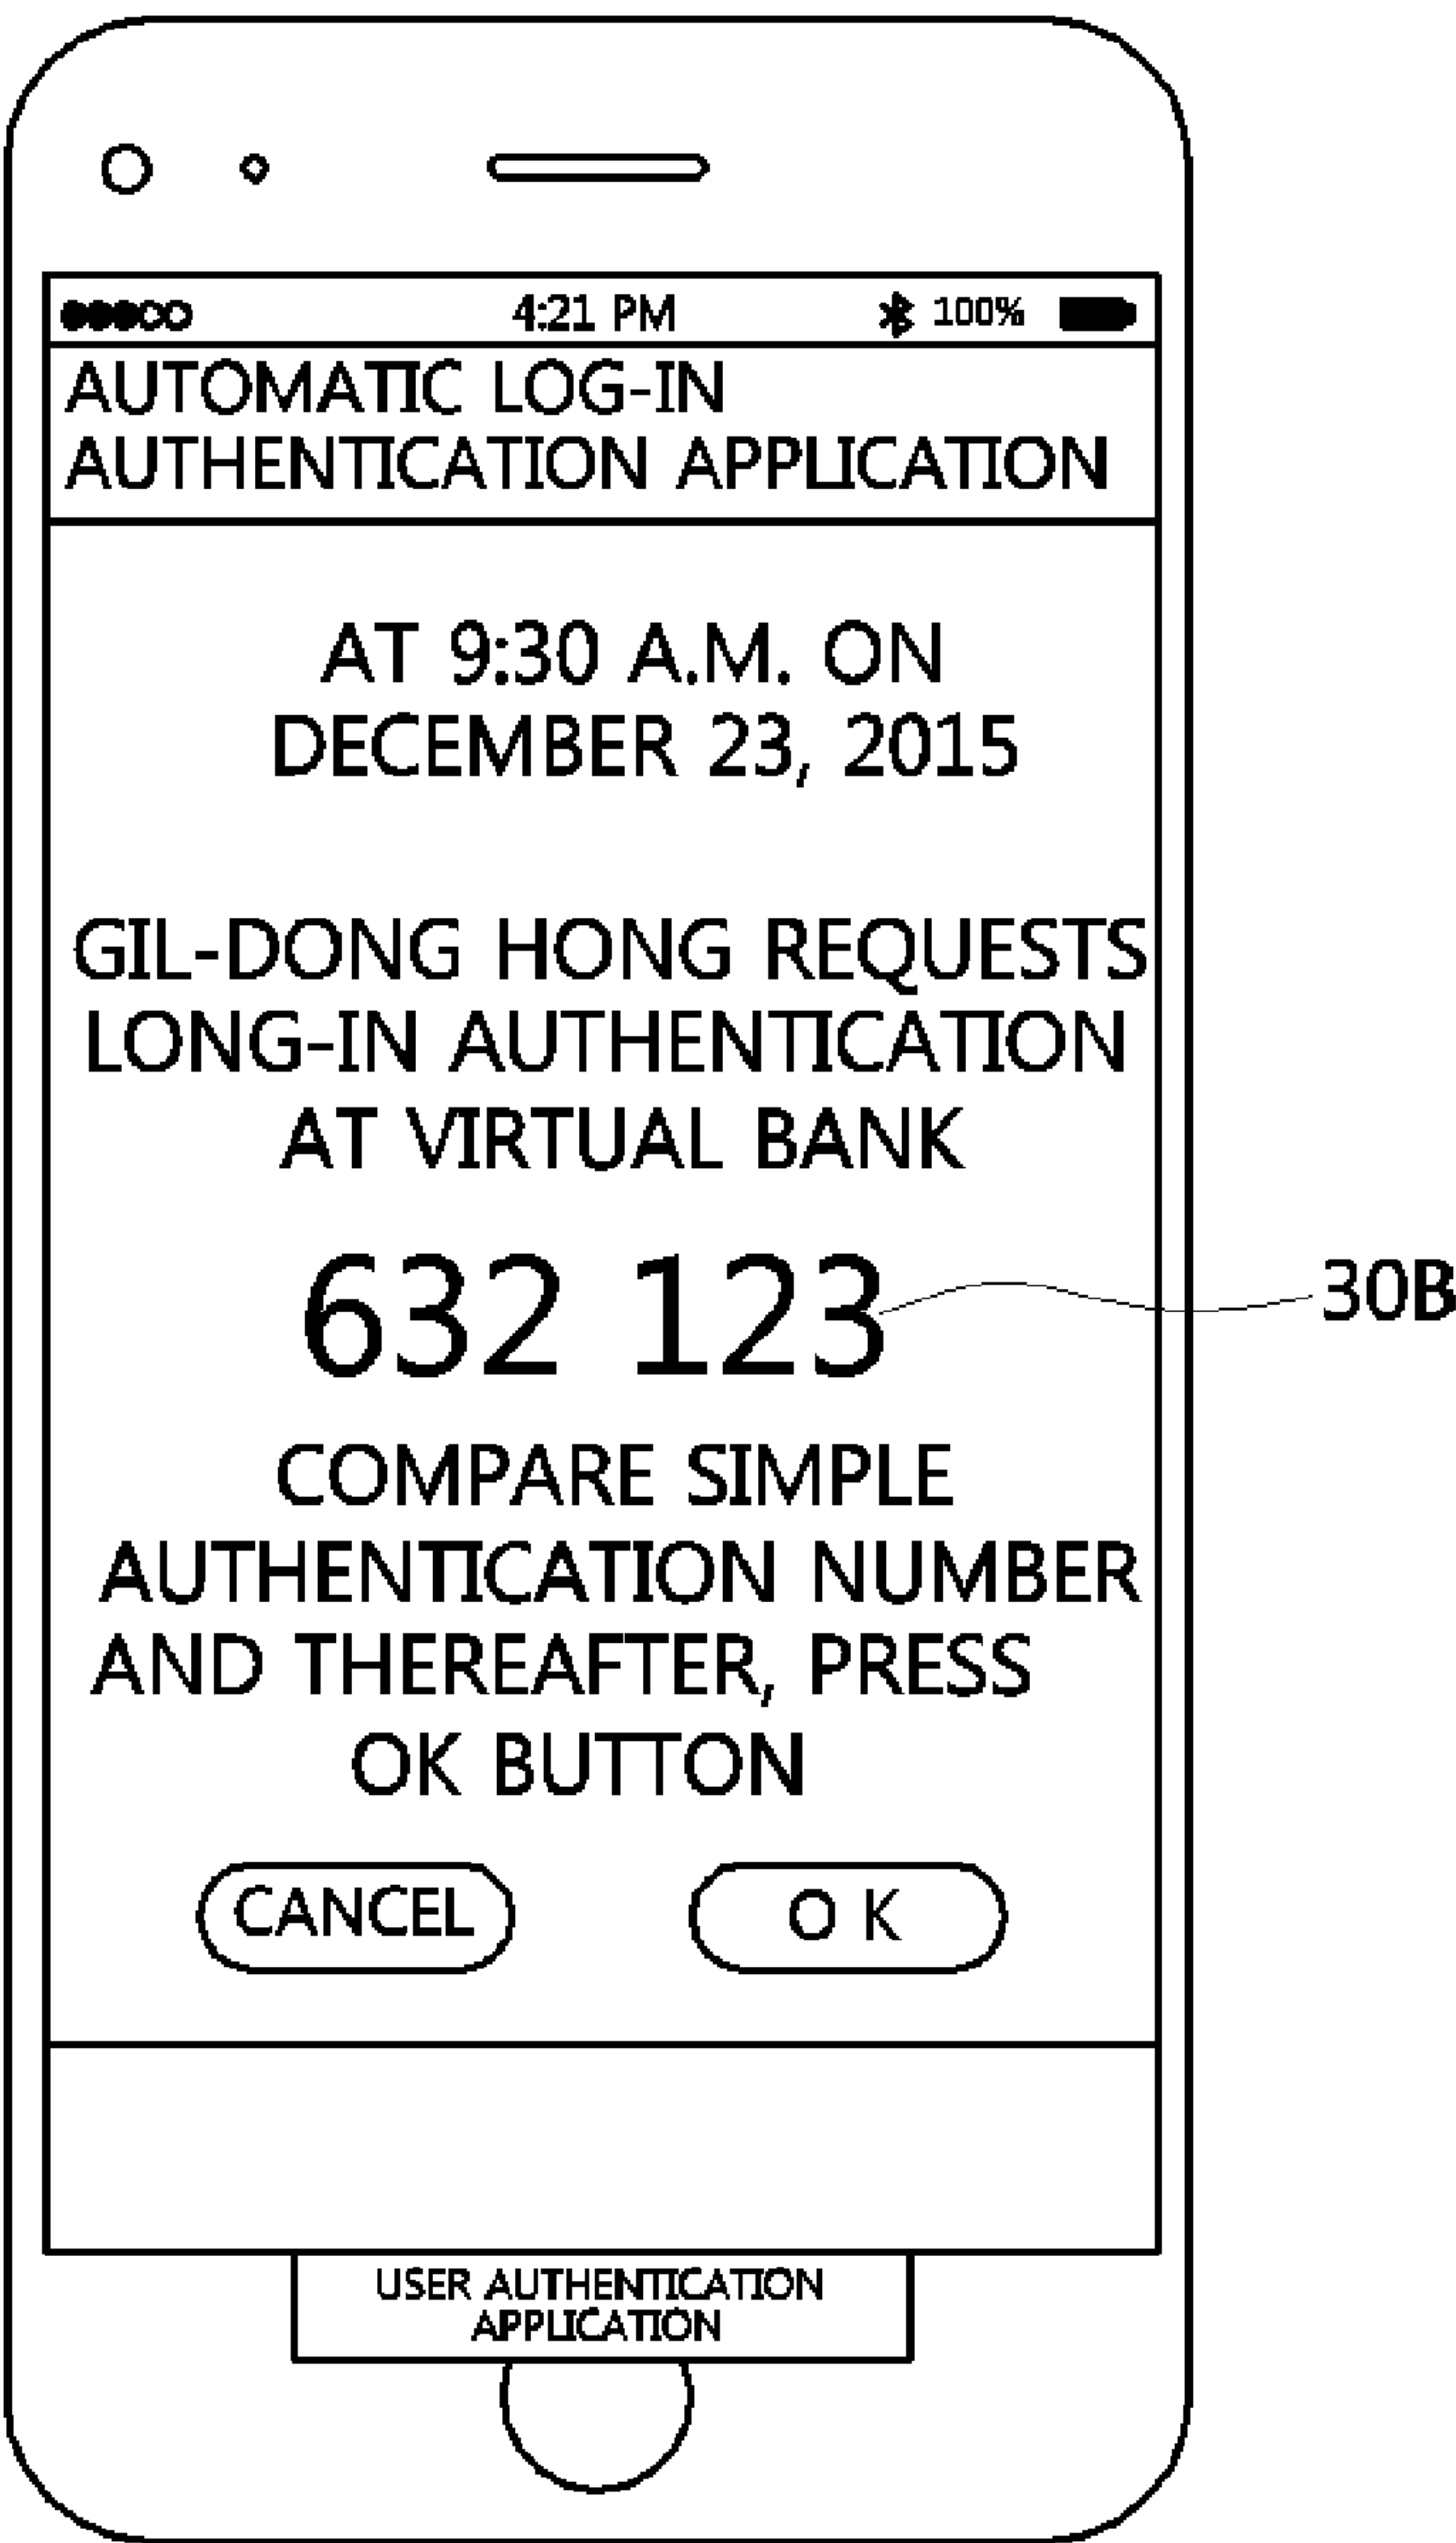 4:21 PM 100%
AUTOMATIC LOG-IN
AUTHENTICATION APPLICATION
AT 9:30 A.M. ON
DECEMBER 23, 2015
GIL-DONG HONG REQUESTS
LONG-IN AUTHENTICATION
AT VIRTUAL BANK
632 123
30B
COMPARE SIMPLE
AUTHENTICATION NUMBER
AND THEREAFTER, PRESS
OK BUTTON
CANCEL O K
USER AUTHENTICATION
APPLICATION